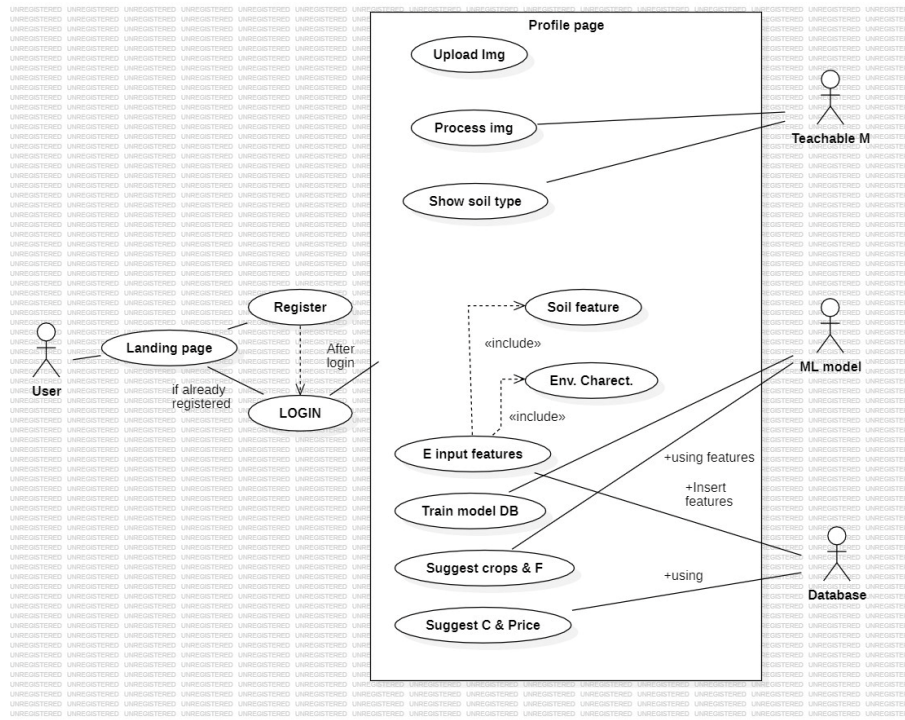 Profile page
Upload Img
Process img
Teachable M
Show soil type
Register
Soil feature
Landing page
«include»
After
login
User
ML model
if already
registered
Env. Charect.
LOGIN
«include»
E input features
+using features
+Insert
features
Train model DB
Suggest crops & F
+using
Database
Suggest C & Price
UNREGISTERED